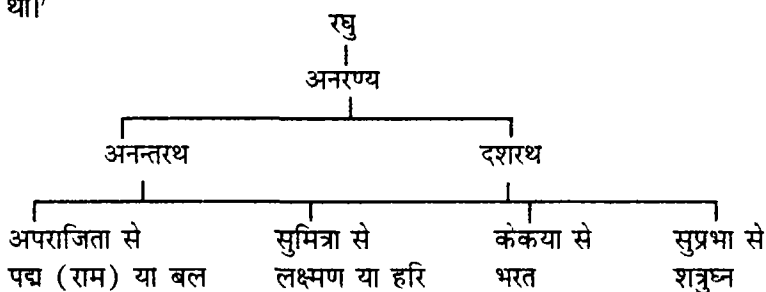 था।'
रघु
अनरण्य
अनन्तरथ दशरथ
अपराजिता से सुमित्रा से केकया से सुप्रभा से
पद्म (राम) या बल लक्ष्मण या हरि भरत शत्रुघ्न